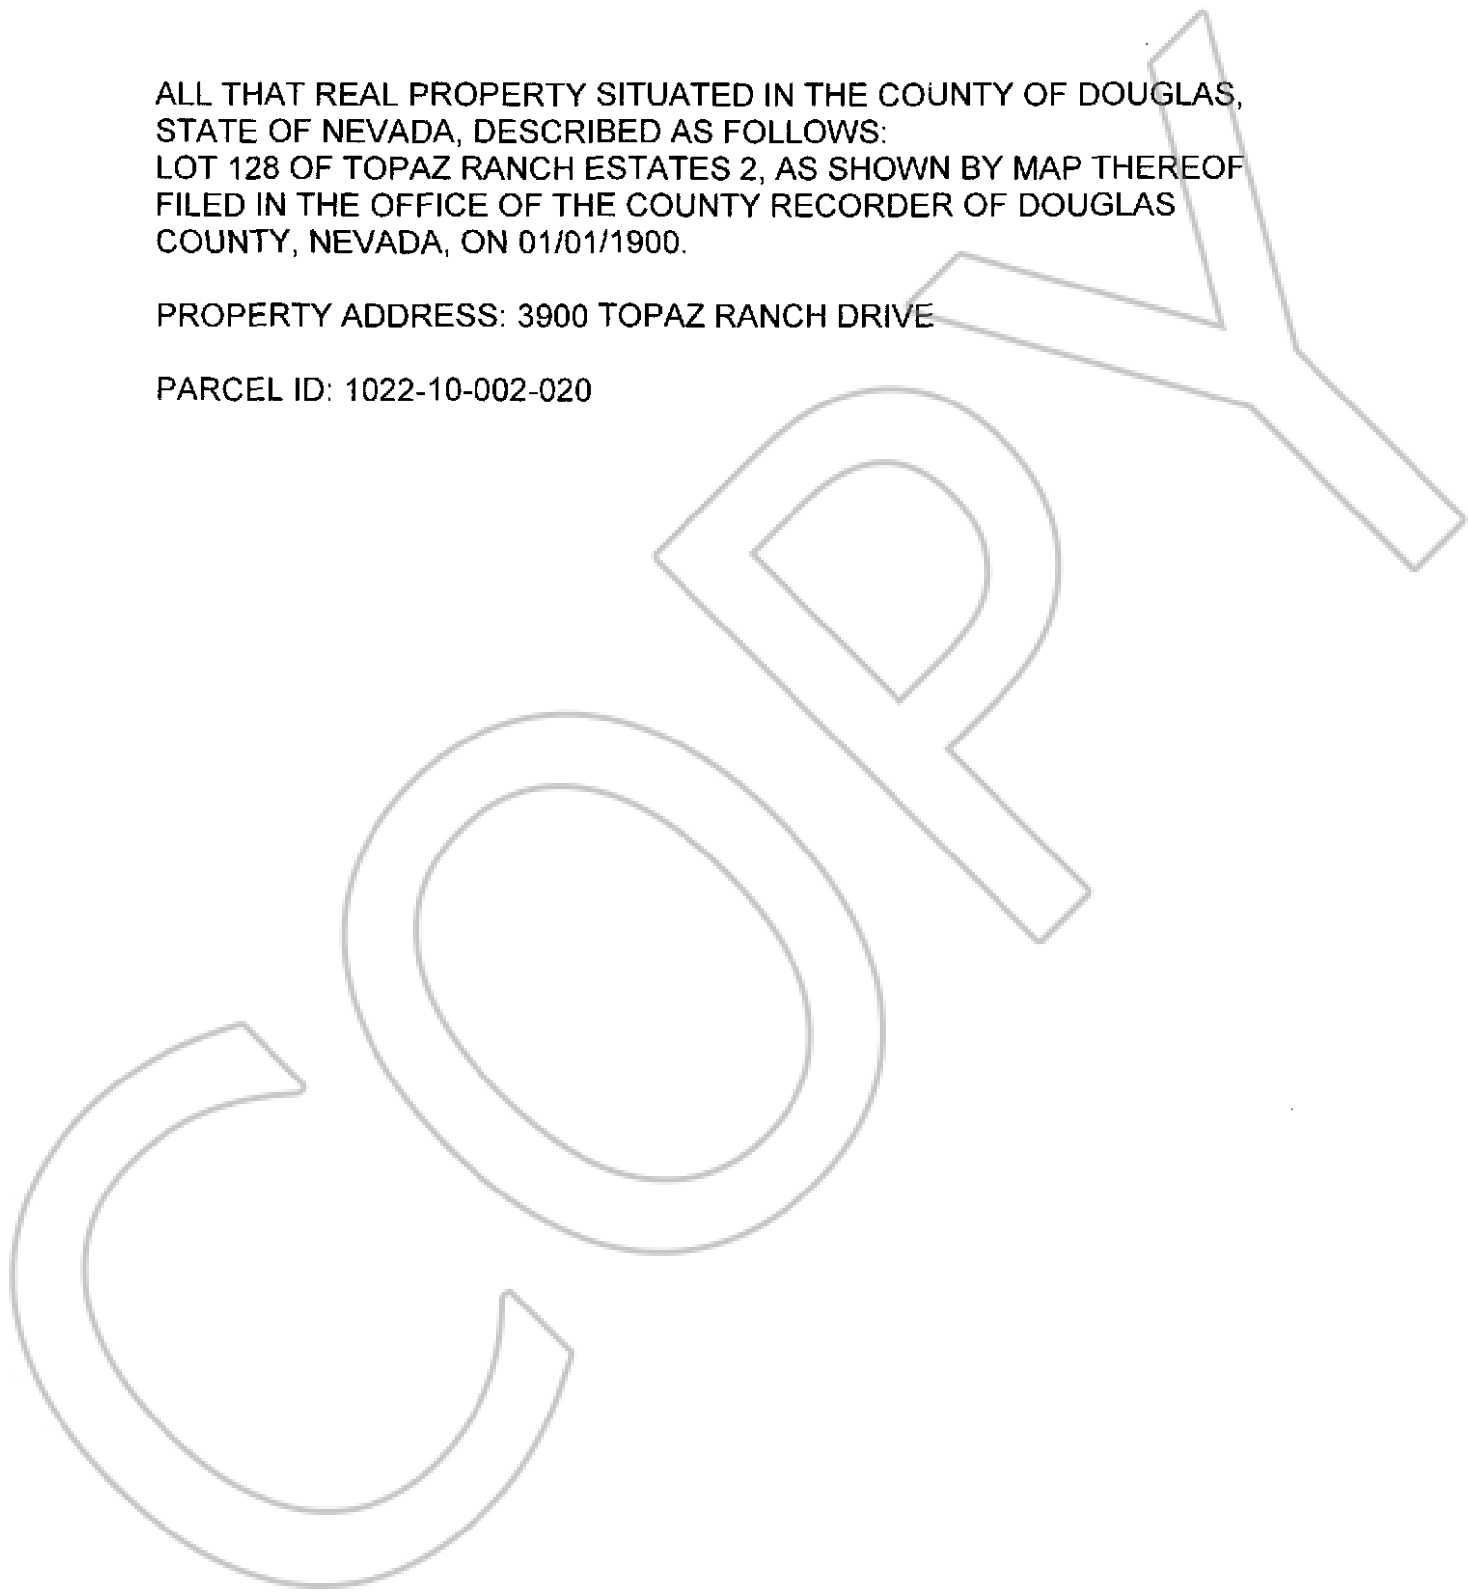 ALL THAT REAL PROPERTY SITUATED IN THE COUNTY OF DOUGLAS,
STATE OF NEVADA, DESCRIBED AS FOLLOWS:
LOT 128 OF TOPAZ RANCH ESTATES 2, AS SHOWN BY MAP THEREOF
FILED IN THE OFFICE OF THE COUNTY RECORDER OF DOUGLAS
COUNTY, NEVADA, ON 01/01/1900.
PROPERTY ADDRESS: 3900 TOPAZ RANCH DRIVE
PARCEL ID: 1022-10-002-020
COPY